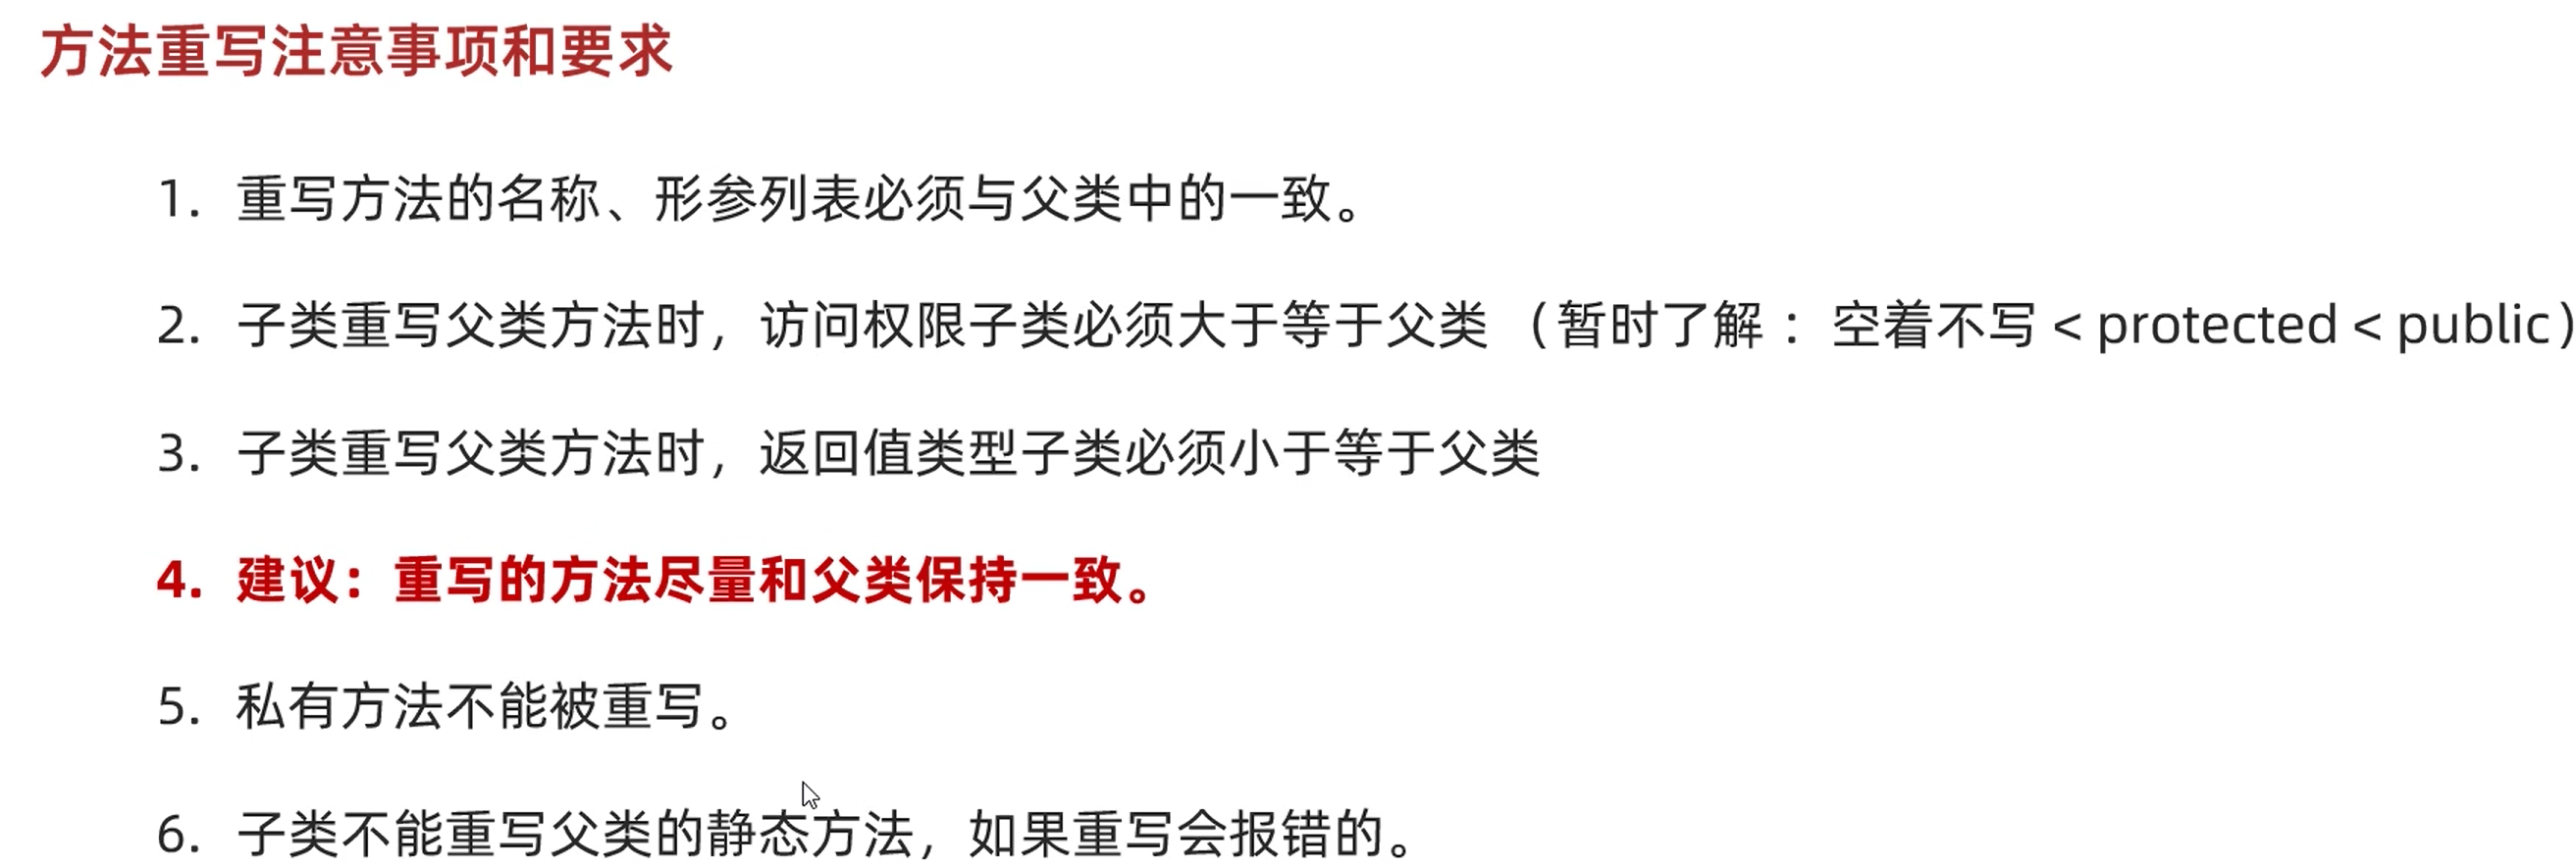 方法重写注意事项和要求
1. 重写方法的名称、形参列表必须与父类中的一致。
2. 子类重写父类方法时，访问权限子类必须大于等于父类（暂时了解：空着不写 < protected < public）
3. 子类重写父类方法时，返回值类型子类必须小于等于父类
4. 建议：重写的方法尽量和父类保持一致。
5. 私有方法不能被重写。
6. 子类不能重写父类的静态方法，如果重写会报错的。